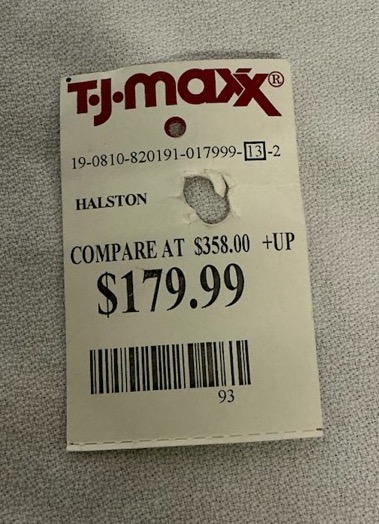 T·J·maxx®
19-0810-820191-017999-13-2
HALSTON
COMPARE AT $358.00 +UP
$179.99
93